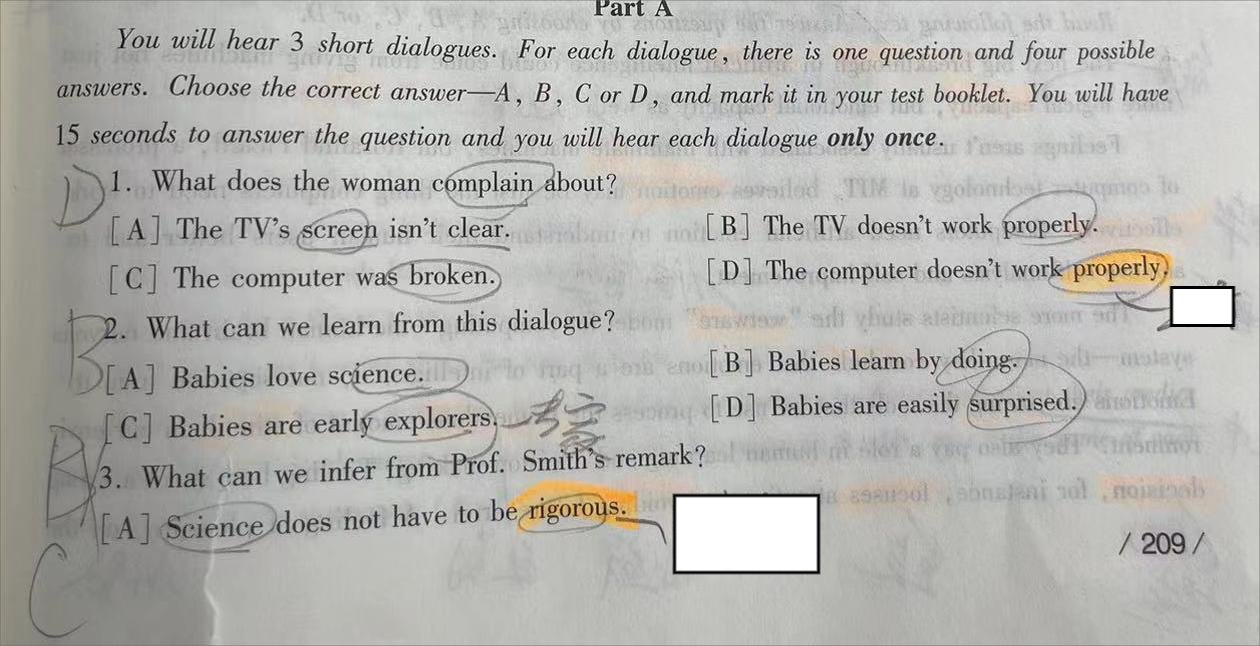 Part A
You will hear 3 short dialogues. For each dialogue, there is one question and four possible
answers. Choose the correct answer—A, B, C or D, and mark it in your test booklet. You will have
15 seconds to answer the question and you will hear each dialogue only once.
D 1. What does the woman complain about?
[A] The TV's screen isn't clear. [B] The TV doesn't work properly.
[C] The computer was broken. [D] The computer doesn't work properly.
B 2. What can we learn from this dialogue?
[A] Babies love science. [B] Babies learn by doing.
[C] Babies are early explorers. [D] Babies are easily surprised.
B 3. What can we infer from Prof. Smith's remark?
[A] Science does not have to be rigorous.
C
/ 209 /